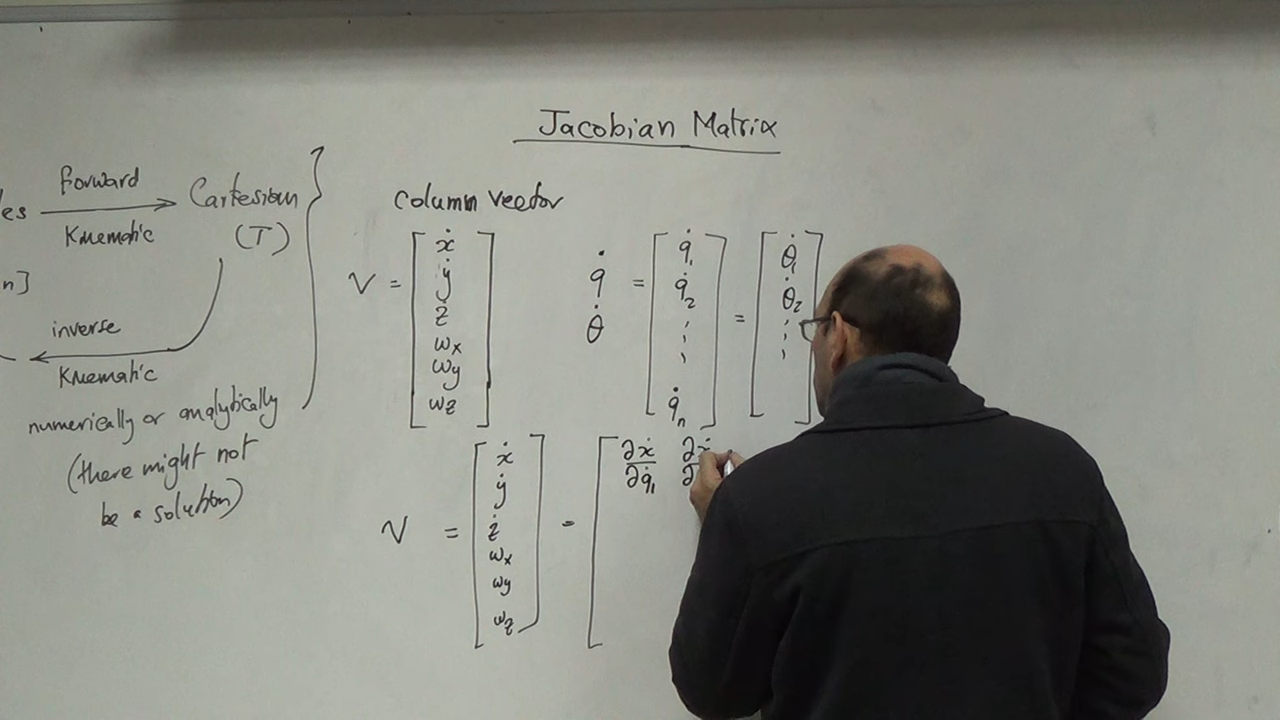 Jacobian Matrix
forward
Cartesian
Kinematic
(T)
n]
inverse
Kinematic
numerically or analytically
(there might not
be a solution)
column vector
V = [ẋ ẏ ż ωx ωy ωz]
q̇ = [q̇1 q̇2 ⋮ q̇n] = [θ̇1 θ̇2 ⋮]
θ̇
V = [ẋ ẏ ż ωx ωy ωz] = [∂ẋ/∂q̇1 ∂ẋ